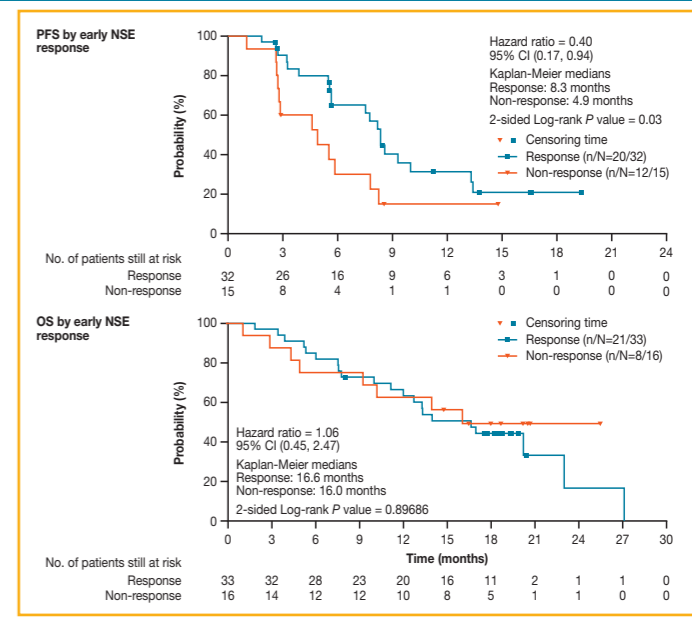 PFS by early NSE
response
Probability (%)
100
80
60
40
20
0
Hazard ratio = 0.40
95% CI (0.17, 0.94)
Kaplan-Meier medians
Response: 8.3 months
Non-response: 4.9 months
2-sided Log-rank P value = 0.03
Censoring time
Response (n/N=20/32)
Non-response (n/N=12/15)
0 3 6 9 12 15 18 21 24
No. of patients still at risk
Response 32 26 16 9 6 3 1 0 0
Non-response 15 8 4 1 1 0 0 0 0
OS by early NSE
response
Probability (%)
100
80
60
40
20
0
Censoring time
Response (n/N=21/33)
Non-response (n/N=8/16)
Hazard ratio = 1.06
95% CI (0.45, 2.47)
Kaplan-Meier medians
Response: 16.6 months
Non-response: 16.0 months
2-sided Log-rank P value = 0.89686
0 3 6 9 12 15 18 21 24 27 30
Time (months)
No. of patients still at risk
Response 33 32 28 23 20 16 11 2 1 1 0
Non-response 16 14 12 12 10 8 5 1 1 0 0